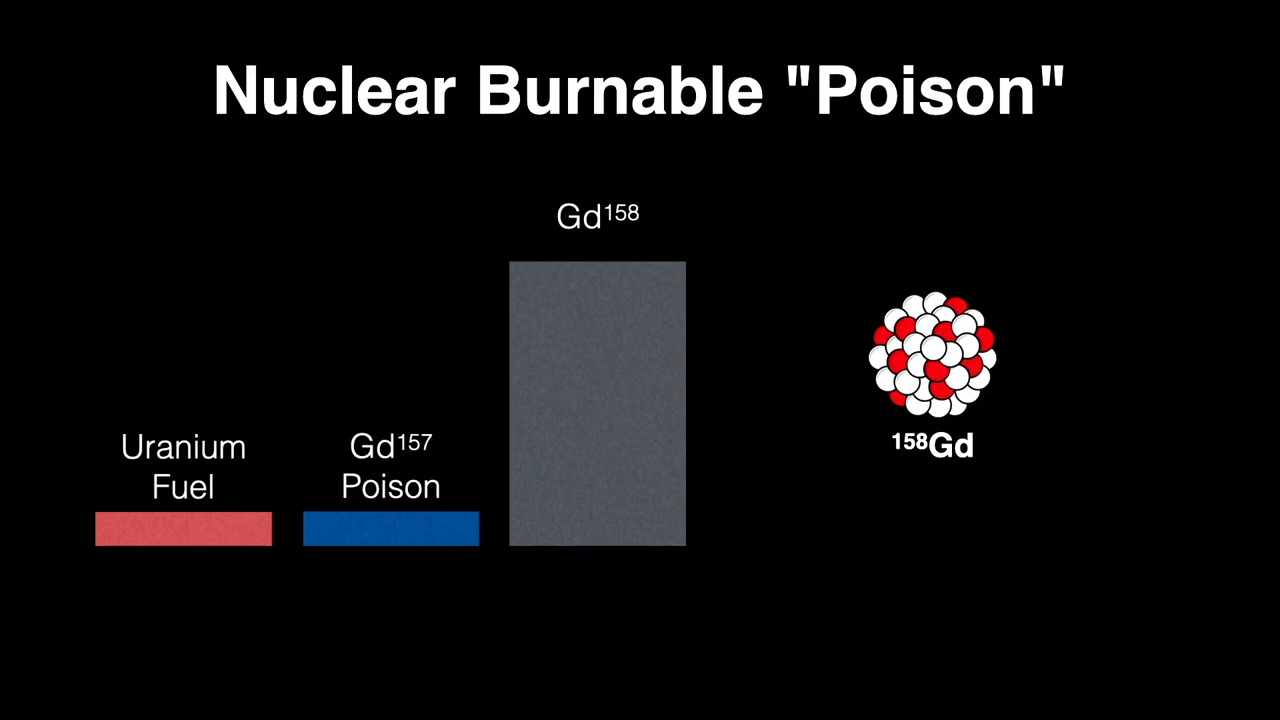 Nuclear Burnable "Poison"
Gd¹⁵⁸
Uranium
Fuel
Gd¹⁵⁷
Poison
¹⁵⁸Gd